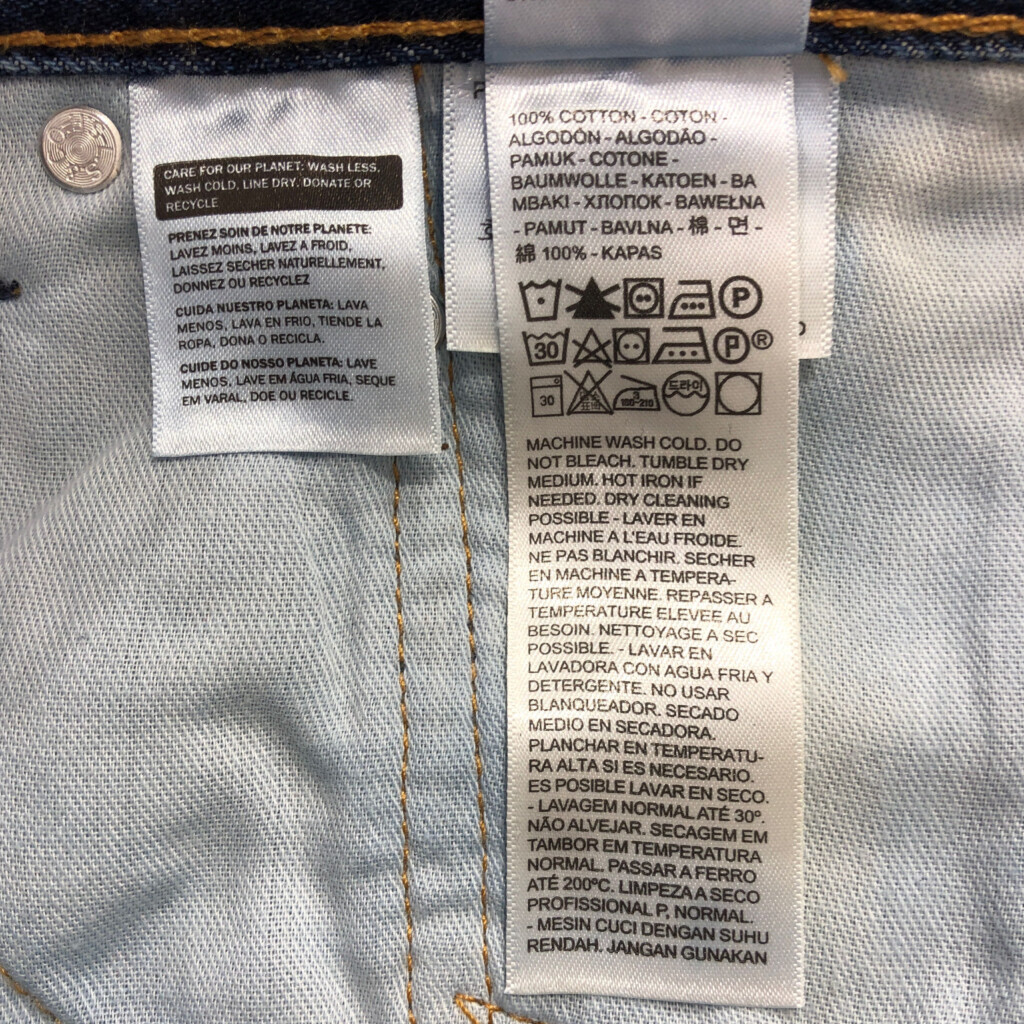 CARE FOR OUR PLANET: WASH LESS,
WASH COLD, LINE DRY, DONATE OR
RECYCLE
PRENEZ SOIN DE NOTRE PLANETE:
LAVEZ MOINS, LAVEZ A FROID,
LAISSEZ SECHER NATURELLEMENT,
DONNEZ OU RECYCLEZ
CUIDA NUESTRO PLANETA: LAVA
MENOS, LAVA EN FRIO, TIENDE LA
ROPA, DONA O RECICLA.
CUIDE DO NOSSO PLANETA: LAVE
MENOS, LAVE EM ÁGUA FRIA, SEQUE
EM VARAL, DOE OU RECICLE.
100% COTTON - COTON -
ALGODÓN - ALGODÃO -
PAMUK - COTONE -
BAUMWOLLE - KATOEN - BA
MBAKI - ХЛОПОК - BAWEŁNA
- PAMUT - BAVLNA - 棉 - 면 -
綿 100% - KAPAS
P
30 P ®
30 3 180-210 드라이
MACHINE WASH COLD. DO
NOT BLEACH. TUMBLE DRY
MEDIUM. HOT IRON IF
NEEDED. DRY CLEANING
POSSIBLE - LAVER EN
MACHINE A L'EAU FROIDE.
NE PAS BLANCHIR. SECHER
EN MACHINE A TEMPERA-
TURE MOYENNE. REPASSER A
TEMPERATURE ELEVEE AU
BESOIN. NETTOYAGE A SEC
POSSIBLE. - LAVAR EN
LAVADORA CON AGUA FRIA Y
DETERGENTE. NO USAR
BLANQUEADOR. SECADO
MEDIO EN SECADORA.
PLANCHAR EN TEMPERATU-
RA ALTA SI ES NECESARIO.
ES POSIBLE LAVAR EN SECO.
- LAVAGEM NORMAL ATÉ 30º.
NÃO ALVEJAR. SECAGEM EM
TAMBOR EM TEMPERATURA
NORMAL. PASSAR A FERRO
ATÉ 200ºC. LIMPEZA A SECO
PROFISSIONAL P, NORMAL.
- MESIN CUCI DENGAN SUHU
RENDAH. JANGAN GUNAKAN